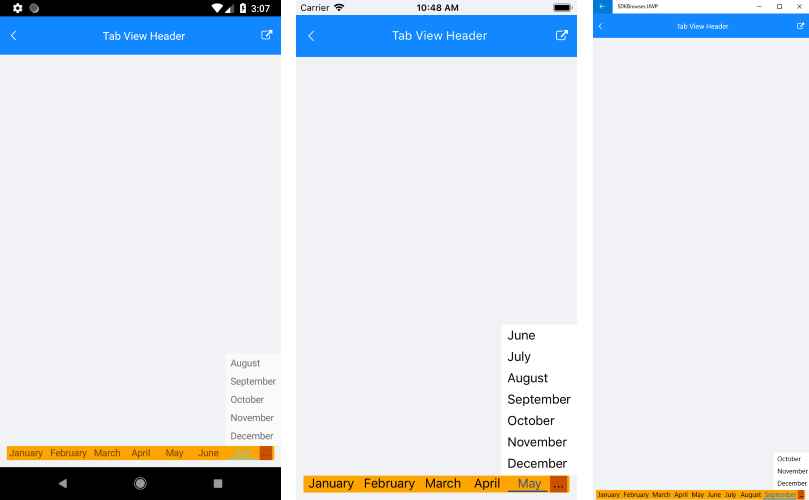 3:07
Tab View Header
August
September
October
November
December
January February March April May June ...
Carrier 10:48 AM
Tab View Header
June
July
August
September
October
November
December
January February March April May ...
SDKBrowser.UWP
Tab View Header
October
November
December
January February March April May June July August September ...